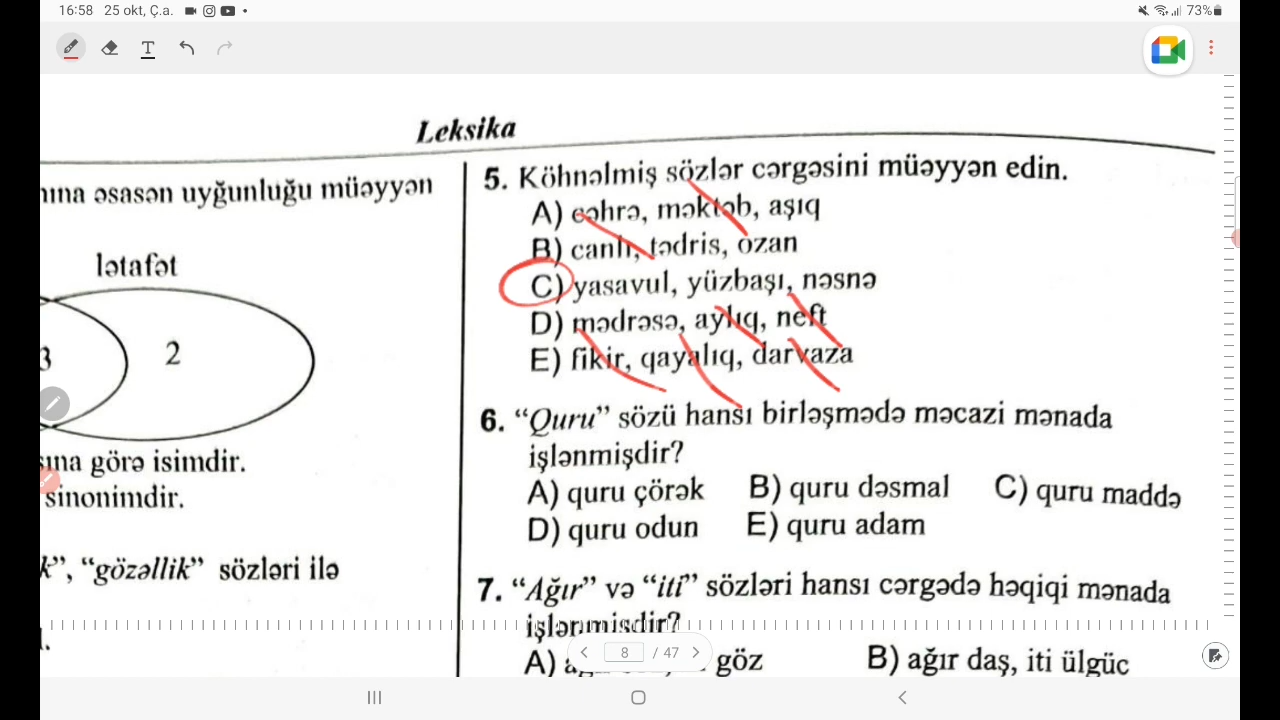 16:58 25 okt, Ç.a. 73%
Leksika
əsasən uyğunluğu müəyyən
lətafət
3 2
görə isimdir.
sinonimdir.
“gözəllik” sözləri ilə
5. Köhnəlmiş sözlər cərgəsini müəyyən edin.
A) cəhrə, məktəb, aşıq
B) canlı, tədris, ozan
C) yasavul, yüzbaşı, nəsnə
D) mədrəsə, aylıq, neft
E) fikir, qayalıq, darvaza
6. “Quru” sözü hansı birləşmədə məcazi mənada
işlənmişdir?
A) quru çörək B) quru dəsmal C) quru maddə
D) quru odun E) quru adam
7. “Ağır” və “iti” sözləri hansı cərgədə həqiqi mənada
işlənmişdir?
A) göz B) ağır daş, iti ülgüc
8 / 47